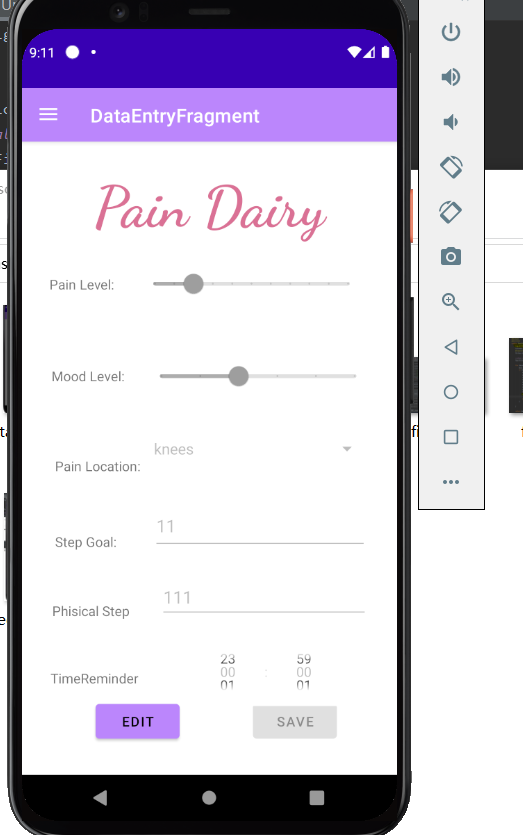 9:11
DataEntryFragment
Pain Dairy
Pain Level:
Mood Level:
knees
Pain Location:
11
Step Goal:
111
Phisical Step
23 59
00 : 00
TimeReminder
01 01
EDIT SAVE